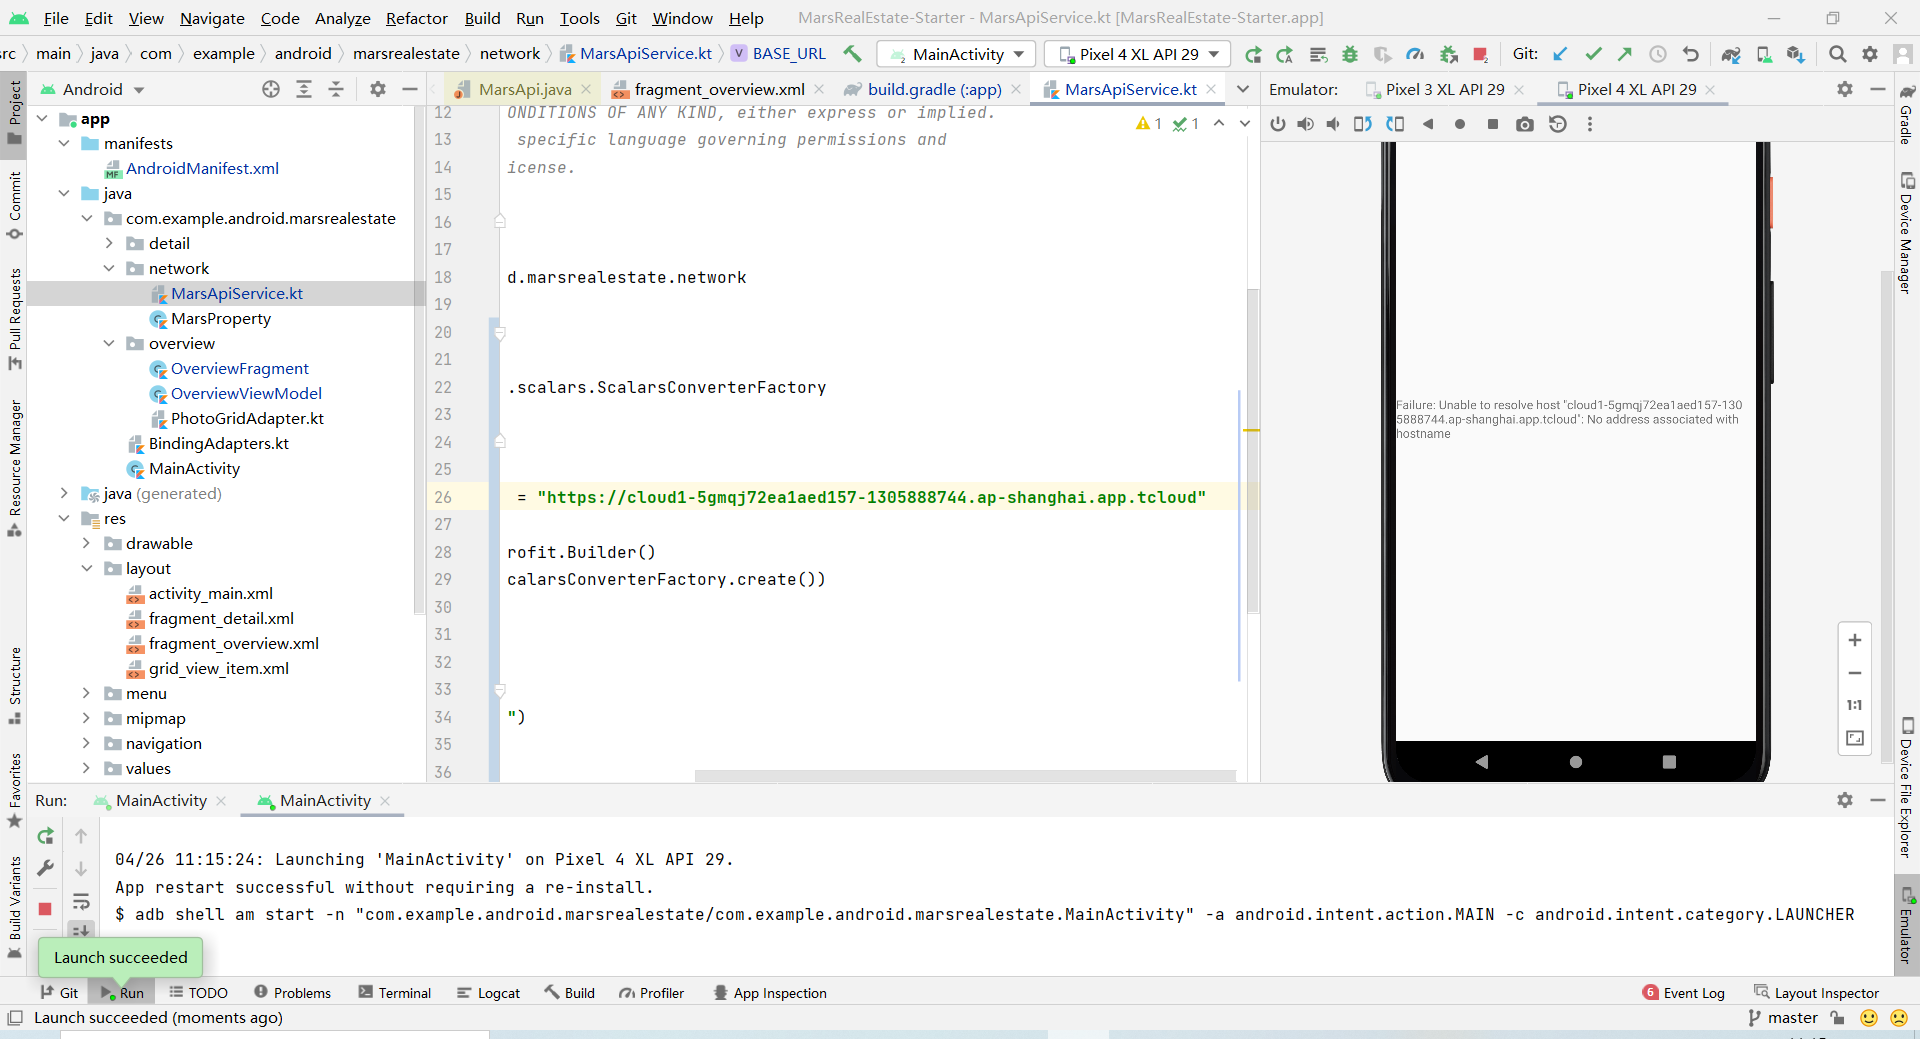 File Edit View Navigate Code Analyze Refactor Build Run Tools Git Window Help MarsRealEstate-Starter - MarsApiService.kt [MarsRealEstate-Starter.app]
src main java com example android marsrealestate network MarsApiService.kt BASE_URL MainActivity Pixel 4 XL API 29 Git:
Android
MarsApi.java fragment_overview.xml build.gradle (:app) MarsApiService.kt
Emulator: Pixel 3 XL API 29 Pixel 4 XL API 29
Project
Commit
Pull Requests
Resource Manager
Structure
Favorites
Build Variants
app
manifests
AndroidManifest.xml
java
com.example.android.marsrealestate
detail
network
MarsApiService.kt
MarsProperty
overview
OverviewFragment
OverviewViewModel
PhotoGridAdapter.kt
BindingAdapters.kt
MainActivity
java (generated)
res
drawable
layout
activity_main.xml
fragment_detail.xml
fragment_overview.xml
grid_view_item.xml
menu
mipmap
navigation
values
12 ONDITIONS OF ANY KIND, either express or implied.
13 specific language governing permissions and
14 icense.
15
16
17
18 d.marsrealestate.network
19
20
21
22 .scalars.ScalarsConverterFactory
23
24
25
26 = "https://cloud1-5gmqj72ea1aed157-1305888744.ap-shanghai.app.tcloud"
27
28 rofit.Builder()
29 calarsConverterFactory.create())
30
31
32
33
34 ")
35
36
1 1
Failure: Unable to resolve host "cloud1-5gmqj72ea1aed157-130
5888744.ap-shanghai.app.tcloud": No address associated with
hostname
1:1
Gradle
Device Manager
Device File Explorer
Emulator
Run: MainActivity MainActivity
04/26 11:15:24: Launching 'MainActivity' on Pixel 4 XL API 29.
App restart successful without requiring a re-install.
$ adb shell am start -n "com.example.android.marsrealestate/com.example.android.marsrealestate.MainActivity" -a android.intent.action.MAIN -c android.intent.category.LAUNCHER
Launch succeeded
Git Run TODO Problems Terminal Logcat Build Profiler App Inspection 6 Event Log Layout Inspector
Launch succeeded (moments ago) master